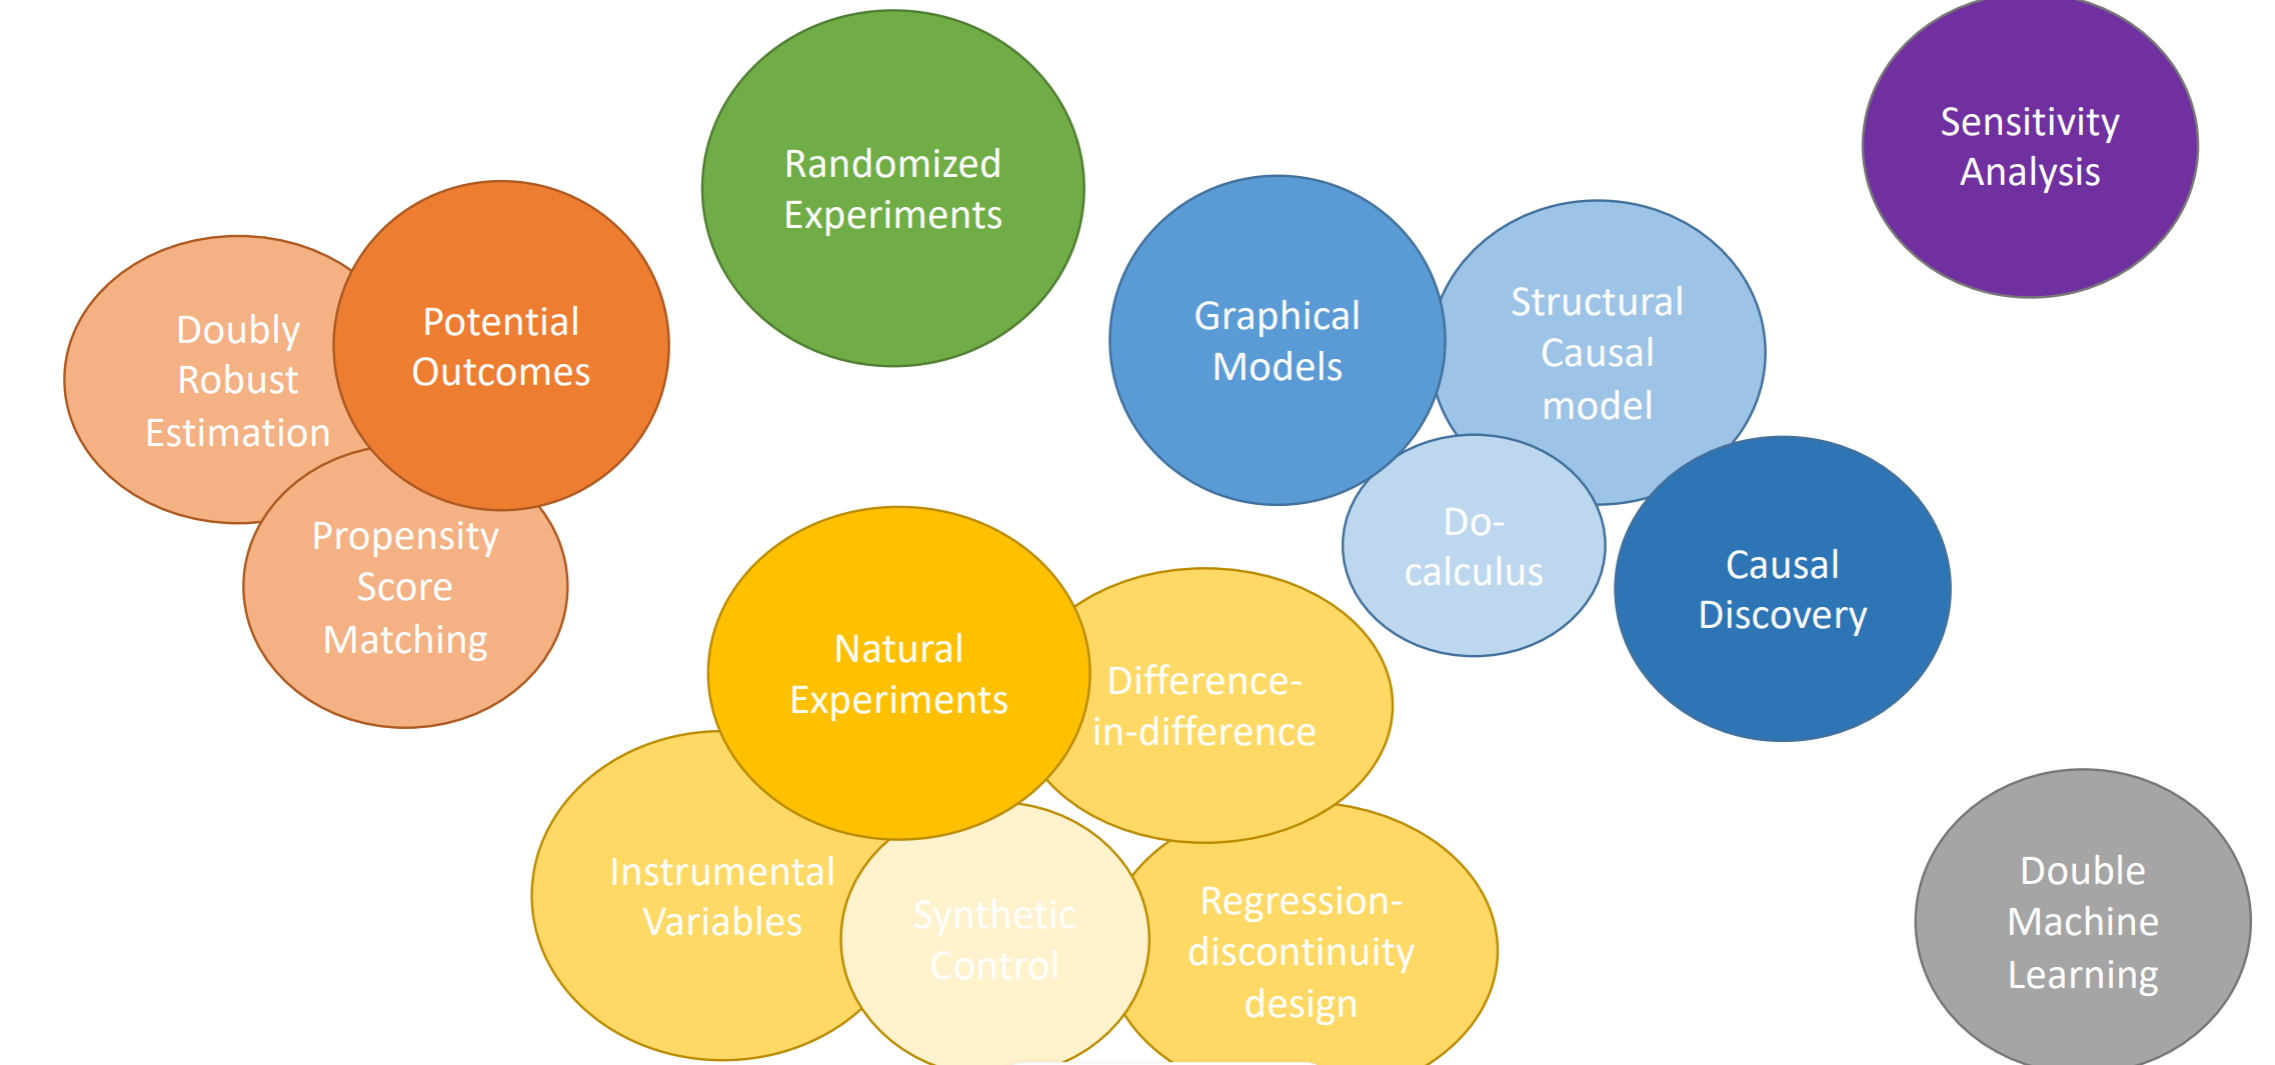 Randomized
Experiments
Sensitivity
Analysis
Doubly
Robust
Estimation
Potential
Outcomes
Propensity
Score
Matching
Graphical
Models
Structural
Causal
model
Do-
calculus
Causal
Discovery
Natural
Experiments
Difference-
in-difference
Instrumental
Variables
Synthetic
Control
Regression-
discontinuity
design
Double
Machine
Learning